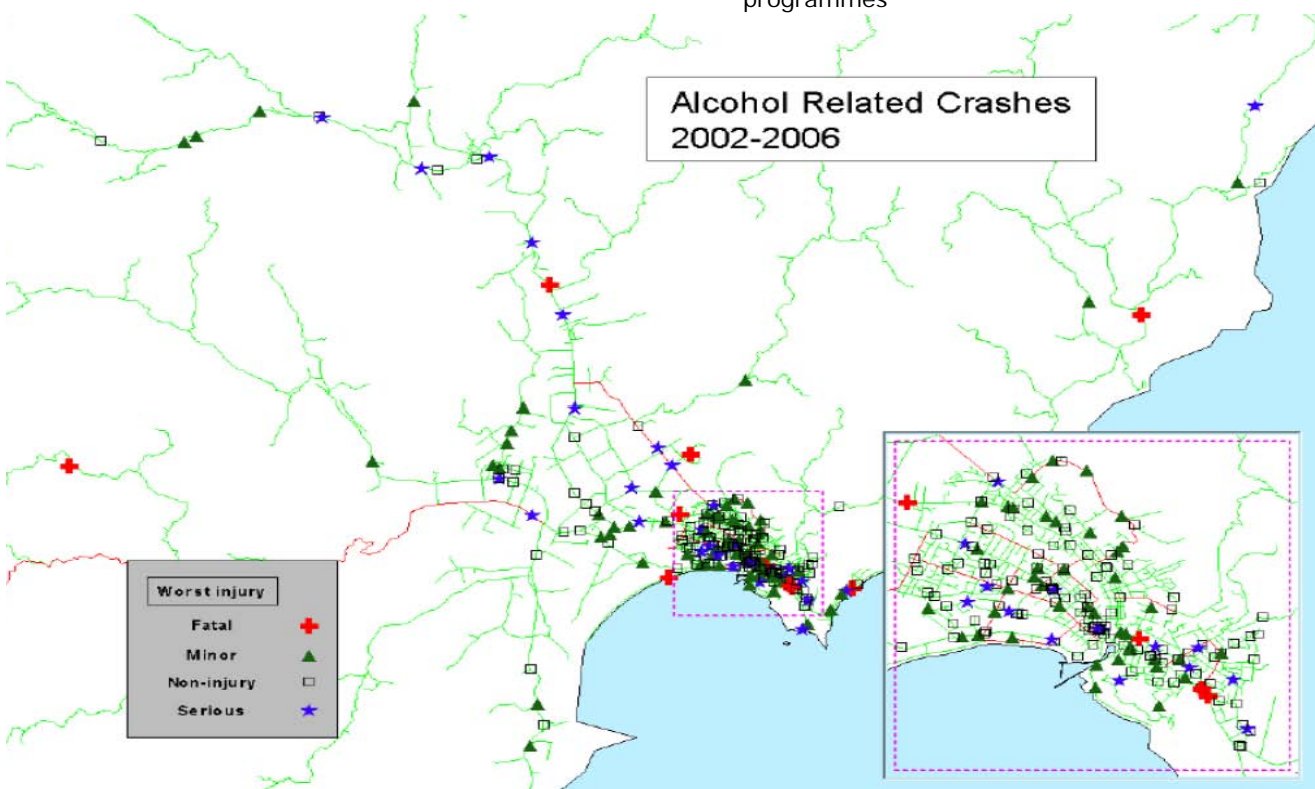 programmes
Alcohol Related Crashes
2002-2006
Worst injury
Fatal
Minor
Non-injury
Serious